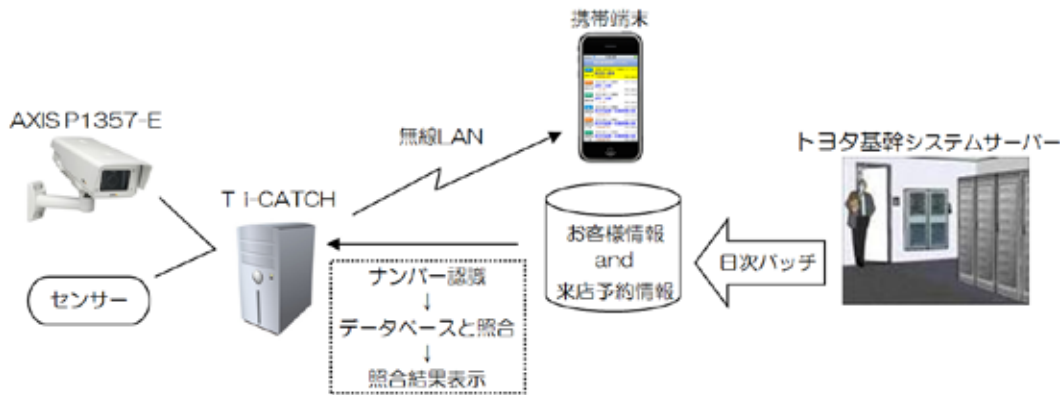 携帯端末
AXIS P1357-E
無線LAN
トヨタ基幹システムサーバー
T i-CATCH
お客様情報
and
来店予約情報
日次バッチ
センサー
ナンバー認識
↓
データベースと照合
↓
照合結果表示